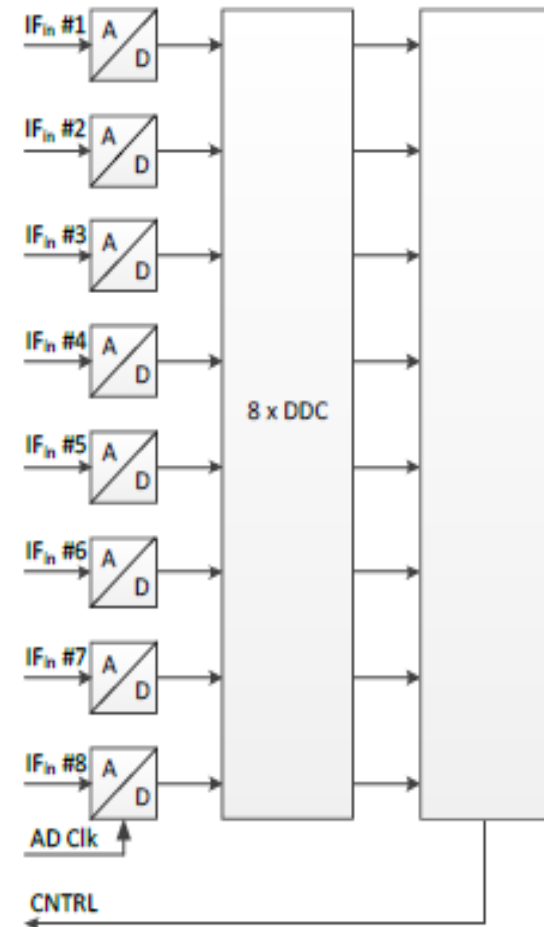 IFin #1
A
D
IFin #2
A
D
IFin #3
A
D
IFin #4
A
D
8 x DDC
IFin #5
A
D
IFin #6
A
D
IFin #7
A
D
IFin #8
A
D
AD Clk
CNTRL